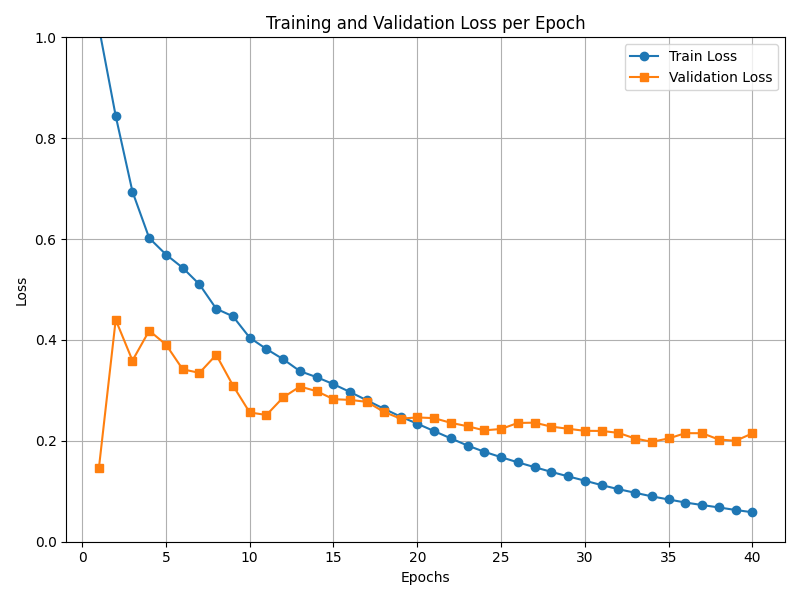 Training and Validation Loss per Epoch
Train Loss
Validation Loss
1.0
0.8
0.6
0.4
0.2
0.0
Loss
0 5 10 15 20 25 30 35 40
Epochs